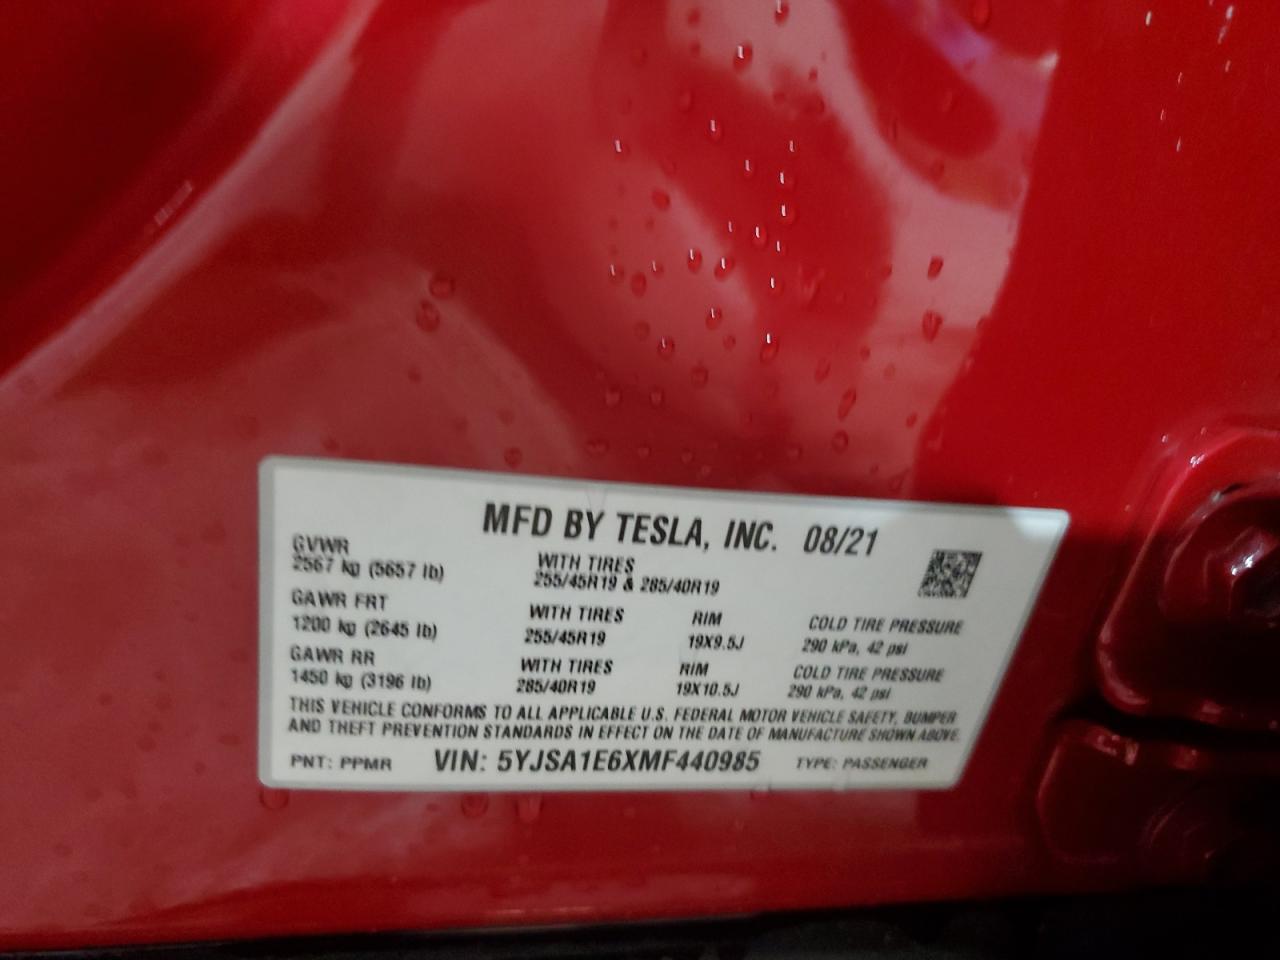 MFD BY TESLA, INC. 08/21
GVWR
2567 kg (5657 lb)
WITH TIRES
255/45R19 & 285/40R19
GAWR FRT
1200 kg (2645 lb)
WITH TIRES
255/45R19
RIM
19X9.5J
COLD TIRE PRESSURE
290 kPa, 42 psi
GAWR RR
1450 kg (3196 lb)
WITH TIRES
285/40R19
RIM
19X10.5J
COLD TIRE PRESSURE
290 kPa, 42 psi
THIS VEHICLE CONFORMS TO ALL APPLICABLE U.S. FEDERAL MOTOR VEHICLE SAFETY, BUMPER
AND THEFT PREVENTION STANDARDS IN EFFECT ON THE DATE OF MANUFACTURE SHOWN ABOVE.
PNT: PPMR VIN: 5YJSA1E6XMF440985 TYPE: PASSENGER